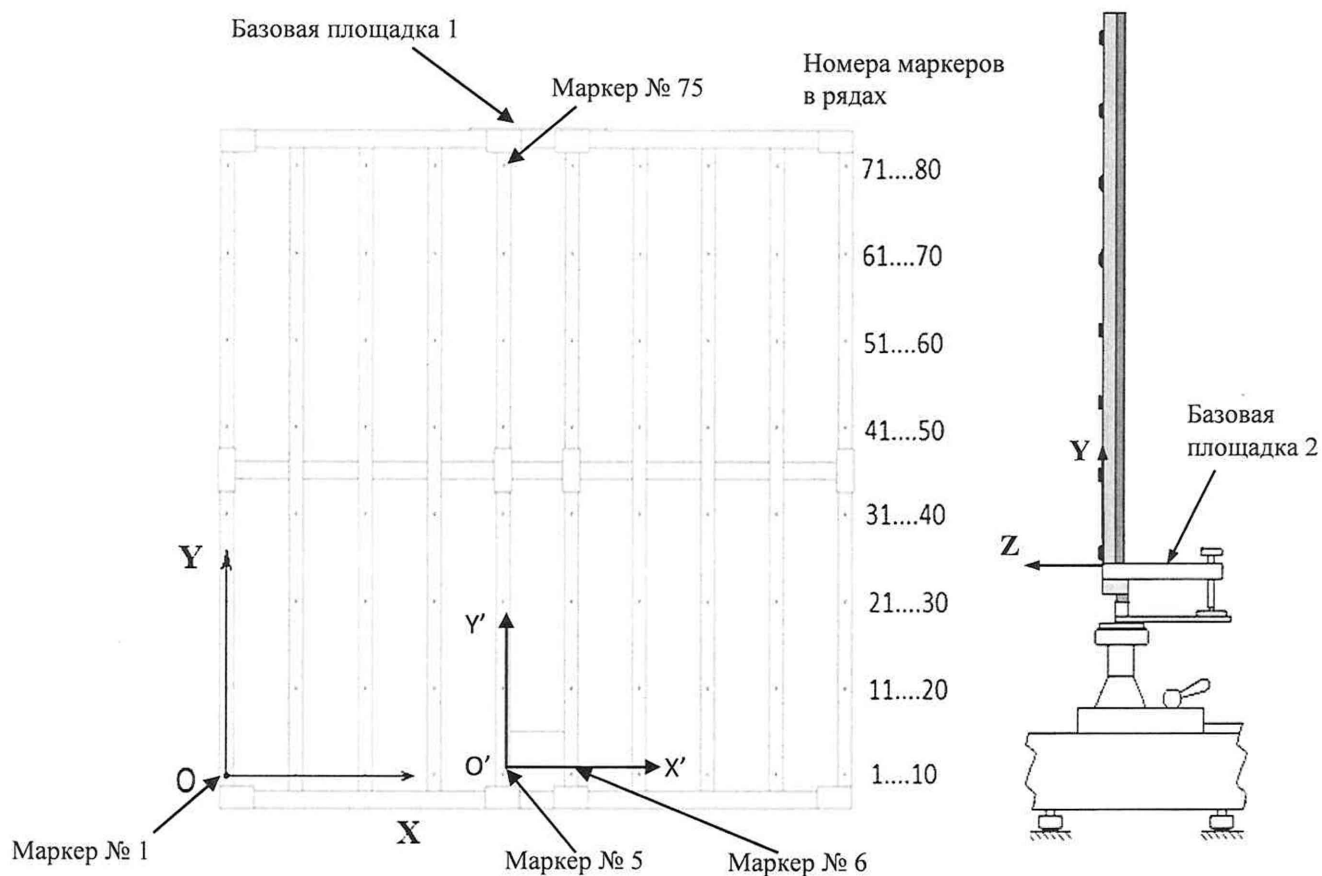 Базовая площадка 1
Маркер № 75
Номера маркеров
в рядах
71....80
61....70
51....60
41....50
31....40
21....30
11....20
1....10
Y
O
X
Y’
O’
X’
Маркер № 1
Маркер № 5
Маркер № 6
Базовая
площадка 2
Y
Z